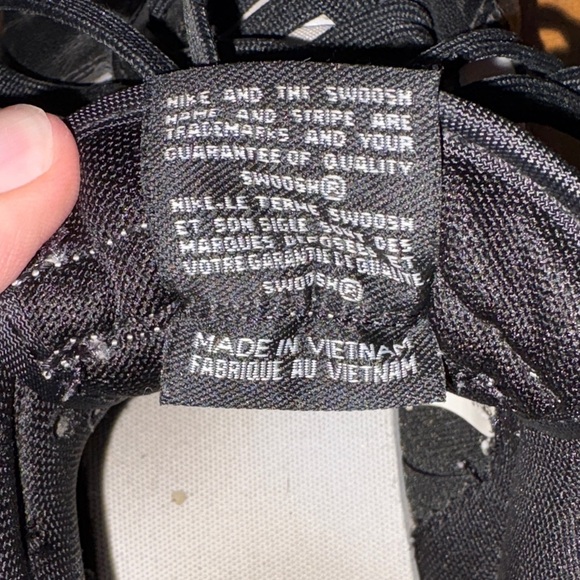 NIKE AND THE SWOOSH
NAME AND STRIPE ARE
TRADEMARKS AND YOUR
GUARANTEE OF QUALITY
SWOOSH®
NIKE,LE TERME SWOOSH
ET SON SIGLE SONT DES
MARQUES DEPOSEES ET
VOTRE GARANTIE DE QUALITE
SWOOSH®
MADE IN VIETNAM
FABRIQUE AU VIETNAM